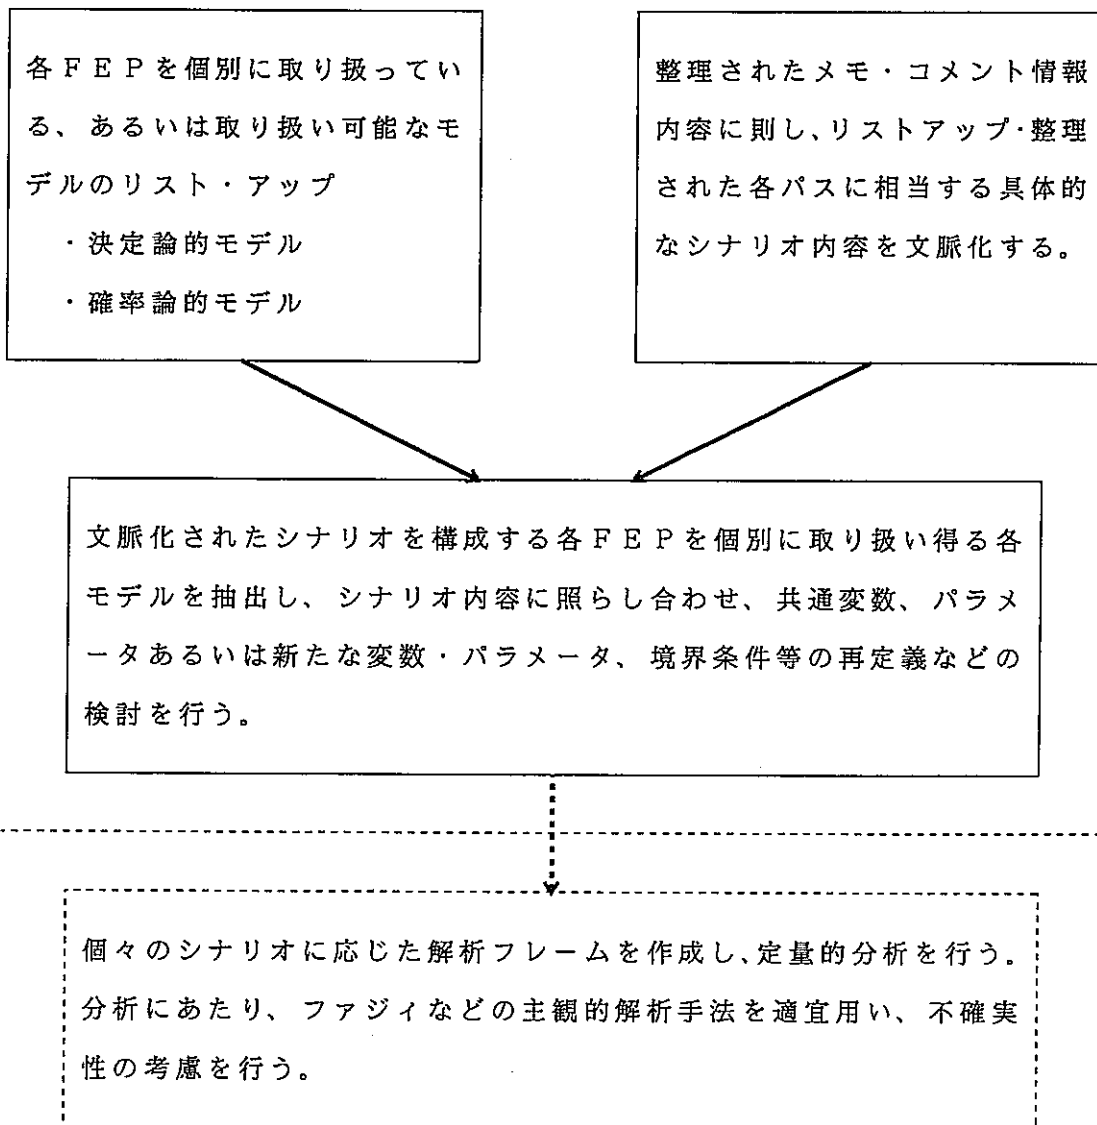 各ＦＥＰを個別に取り扱ってい
る、あるいは取り扱い可能なモ
デルのリスト・アップ
・決定論的モデル
・確率論的モデル
整理されたメモ・コメント情報
内容に則し、リストアップ・整理
された各パスに相当する具体的
なシナリオ内容を文脈化する。
文脈化されたシナリオを構成する各ＦＥＰを個別に取り扱い得る各
モデルを抽出し、シナリオ内容に照らし合わせ、共通変数、パラメ
ータあるいは新たな変数・パラメータ、境界条件等の再定義などの
検討を行う。
個々のシナリオに応じた解析フレームを作成し、定量的分析を行う。
分析にあたり、ファジィなどの主観的解析手法を適宜用い、不確実
性の考慮を行う。